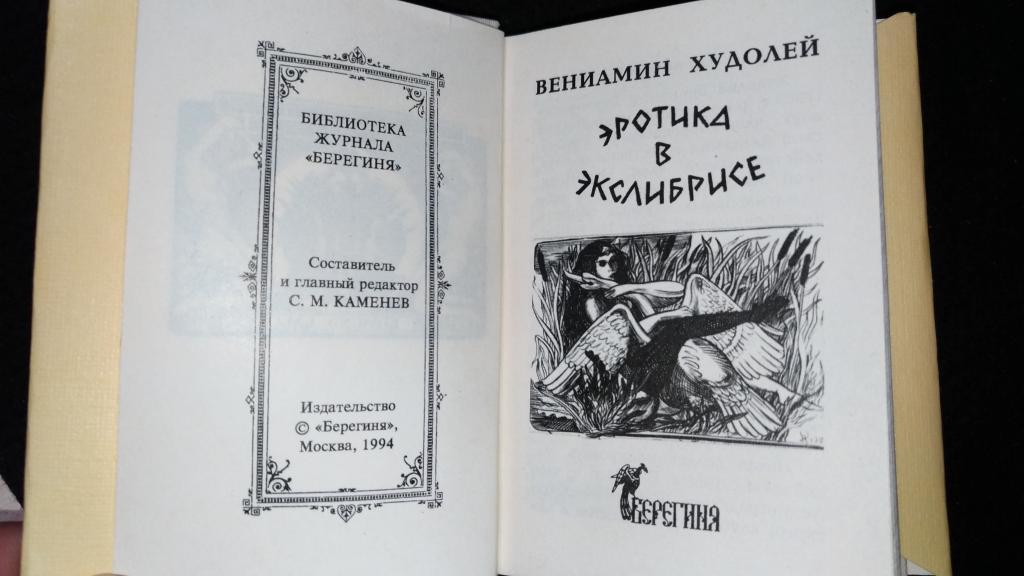 БИБЛИОТЕКА
ЖУРНАЛА
«БЕРЕГИНЯ»
Составитель
и главный редактор
С. М. КАМЕНЕВ
Издательство
© «Берегиня»,
Москва, 1994
ВЕНИАМИН ХУДОЛЕЙ
ЭРОТИКА
В
ЭКСЛИБРИСЕ
БЕРЕГИНЯ